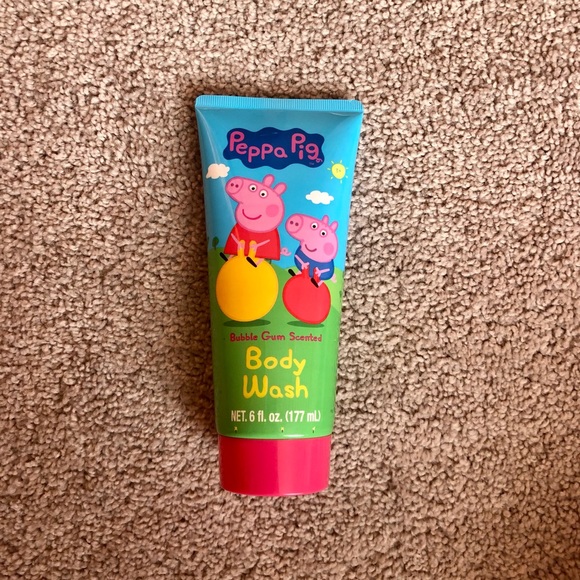 Peppa Pig
Bubble Gum Scented
Body
Wash
NET. 6 fl. oz. (177 mL)